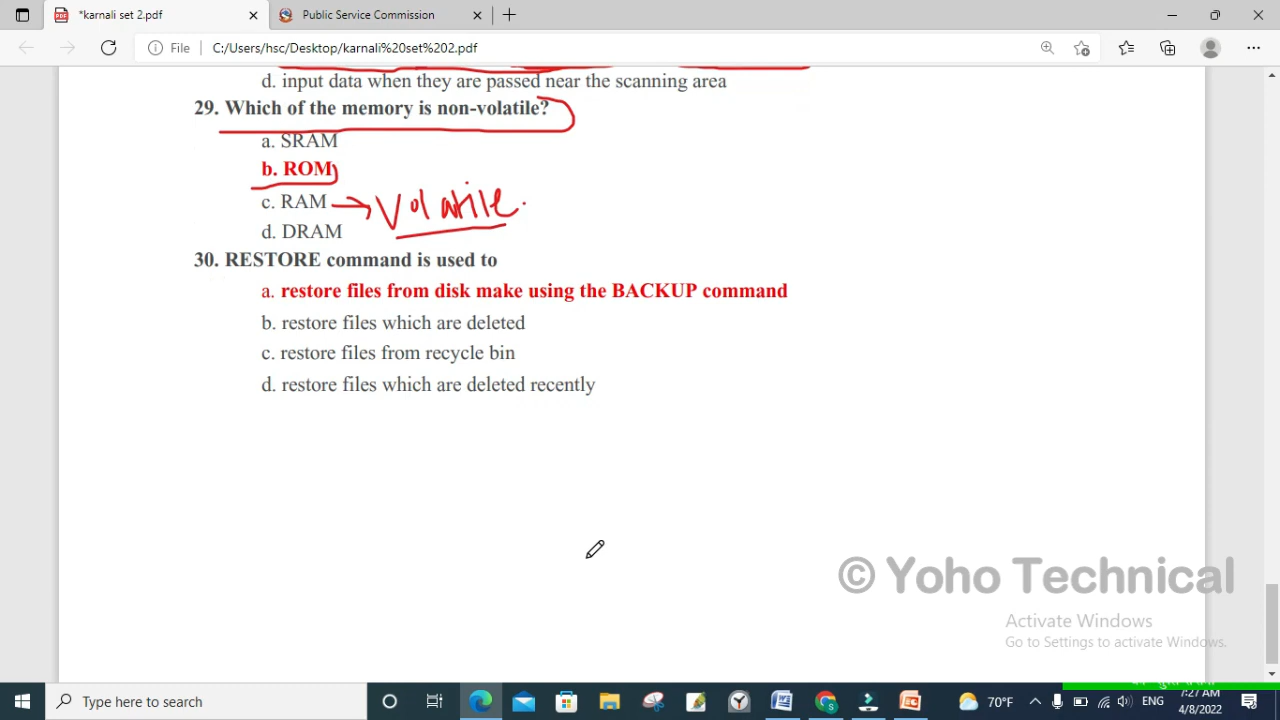 *karnali set 2.pdf
Public Service Commission
File
C:/Users/hsc/Desktop/karnali%20set%202.pdf
d. input data when they are passed near the scanning area
29. Which of the memory is non-volatile?
a. SRAM
b. ROM
c. RAM → Volatile.
d. DRAM
30. RESTORE command is used to
a. restore files from disk make using the BACKUP command
b. restore files which are deleted
c. restore files from recycle bin
d. restore files which are deleted recently
© Yoho Technical
Activate Windows
Go to Settings to activate Windows.
Type here to search
70°F
ENG
7:27 AM
4/8/2022